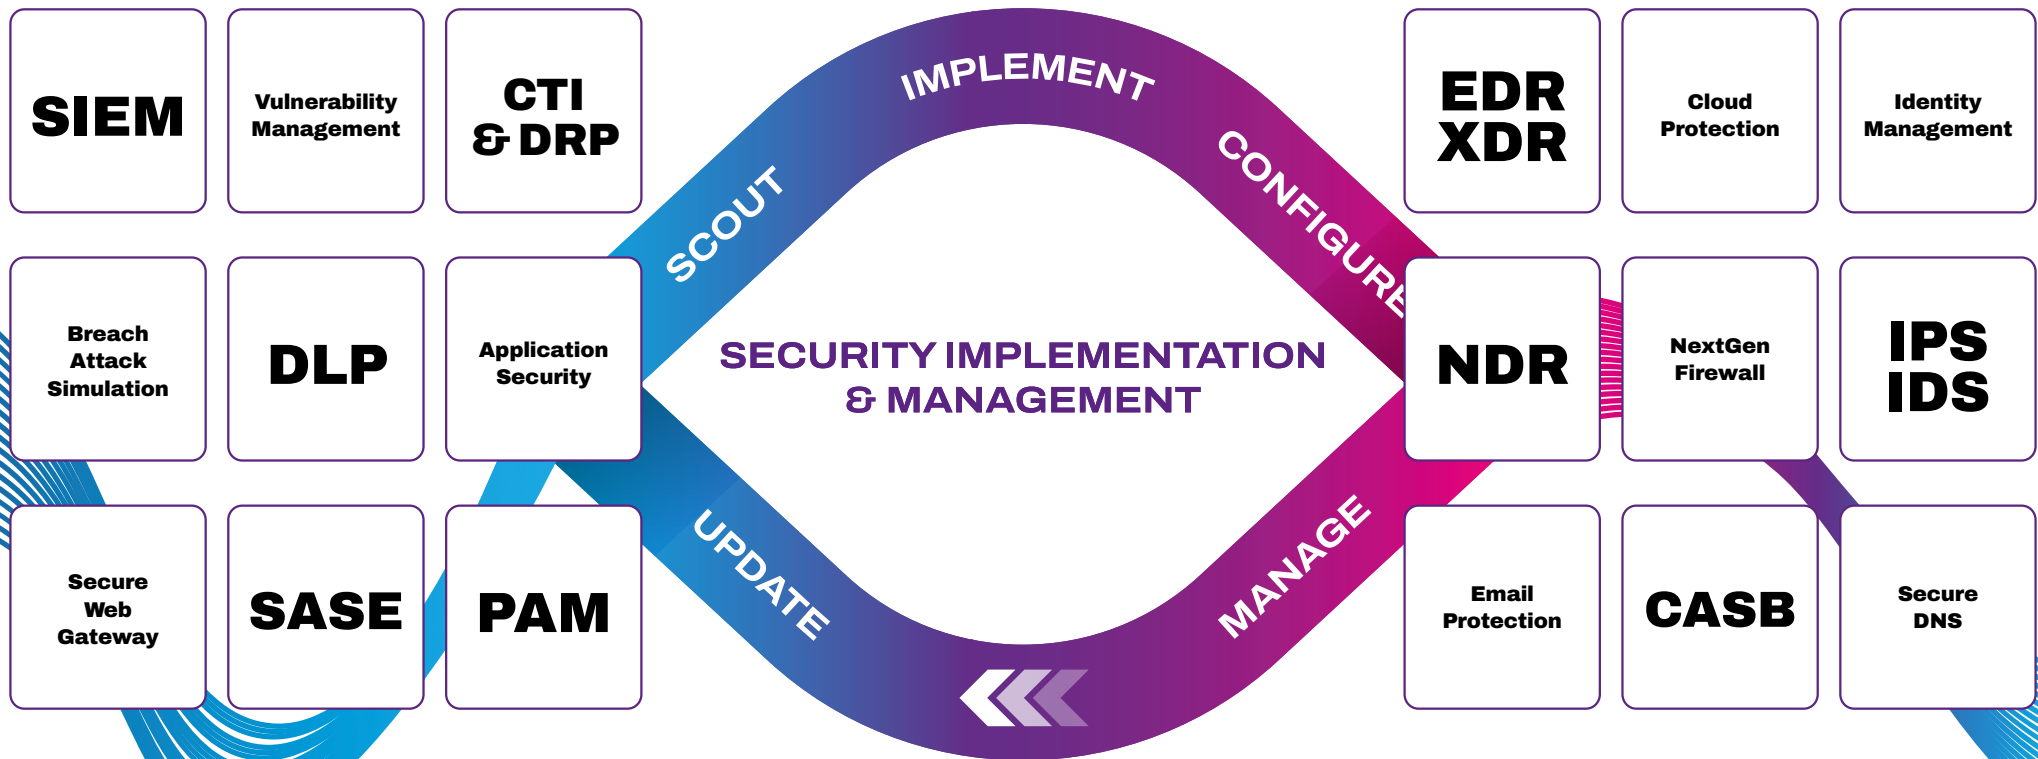 SIEM
Vulnerability
Management
CTI
& DRP
Breach
Attack
Simulation
DLP
Application
Security
Secure
Web
Gateway
SASE
PAM
SCOUT
IMPLEMENT
CONFIGURE
SECURITY IMPLEMENTATION
& MANAGEMENT
UPDATE
MANAGE
EDR
XDR
Cloud
Protection
Identity
Management
NDR
NextGen
Firewall
IPS
IDS
Email
Protection
CASB
Secure
DNS